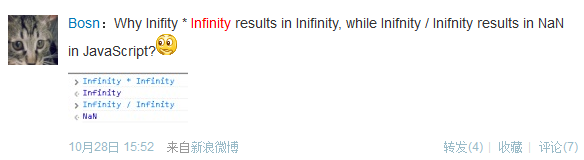 Bosn：Why Inifity * Infinity results in Inifinity, while Inifnity / Inifnity results in NaN
in JavaScript?
> Infinity * Infinity
< Infinity
> Infinity / Infinity
< NaN
10月28日 15:52 来自新浪微博 转发(4) | 收藏 | 评论(7)